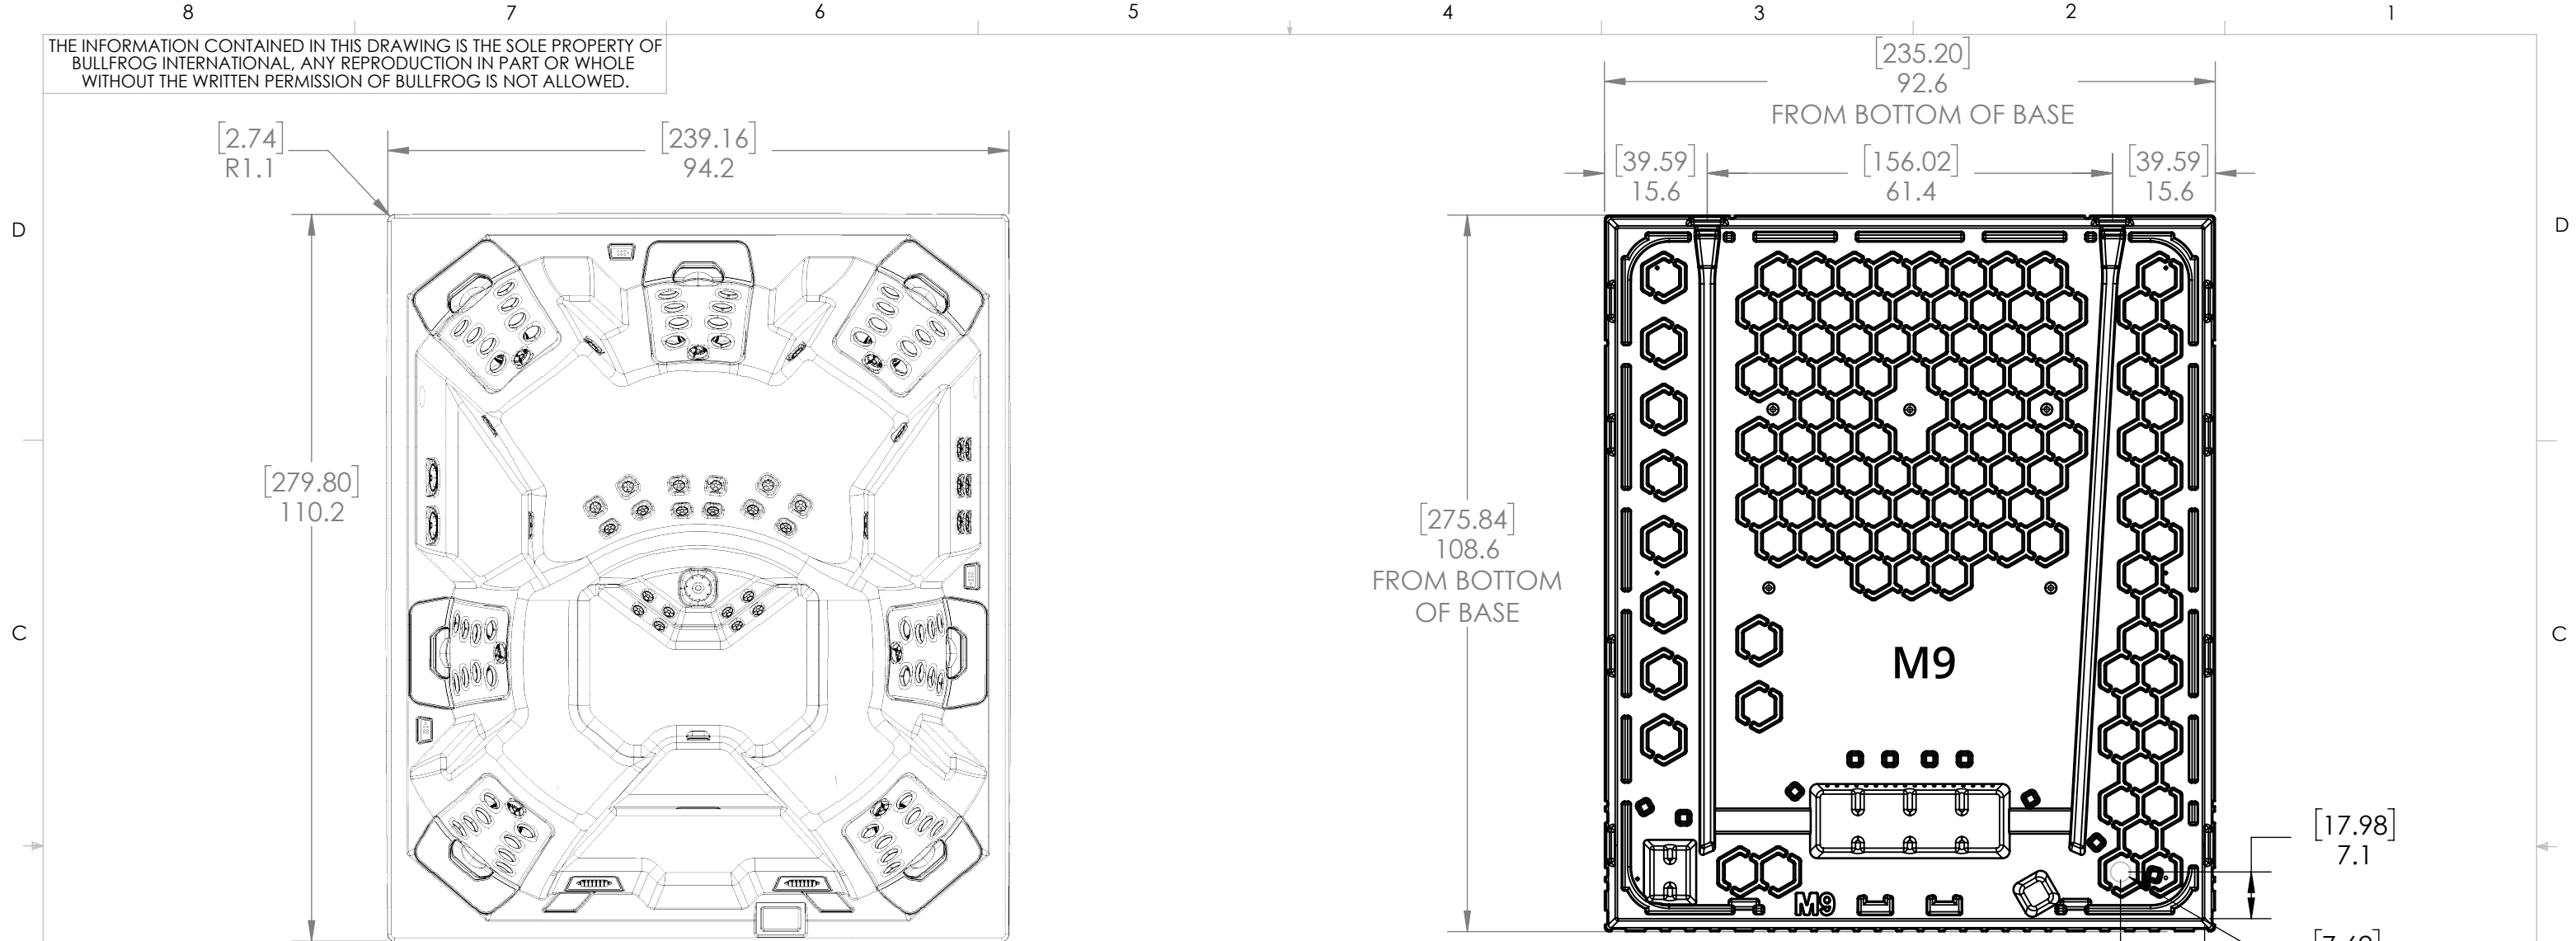 8 7 6 5 4 3 2 1
THE INFORMATION CONTAINED IN THIS DRAWING IS THE SOLE PROPERTY OF
BULLFROG INTERNATIONAL, ANY REPRODUCTION IN PART OR WHOLE
WITHOUT THE WRITTEN PERMISSION OF BULLFROG IS NOT ALLOWED.
[235.20]
92.6
FROM BOTTOM OF BASE
[2.74]
R1.1
[239.16]
94.2
[39.59]
15.6
[156.02]
61.4
[39.59]
15.6
D
D
[279.80]
110.2
[275.84]
108.6
FROM BOTTOM
OF BASE
C
C
M9
[17.98]
7.1
M9